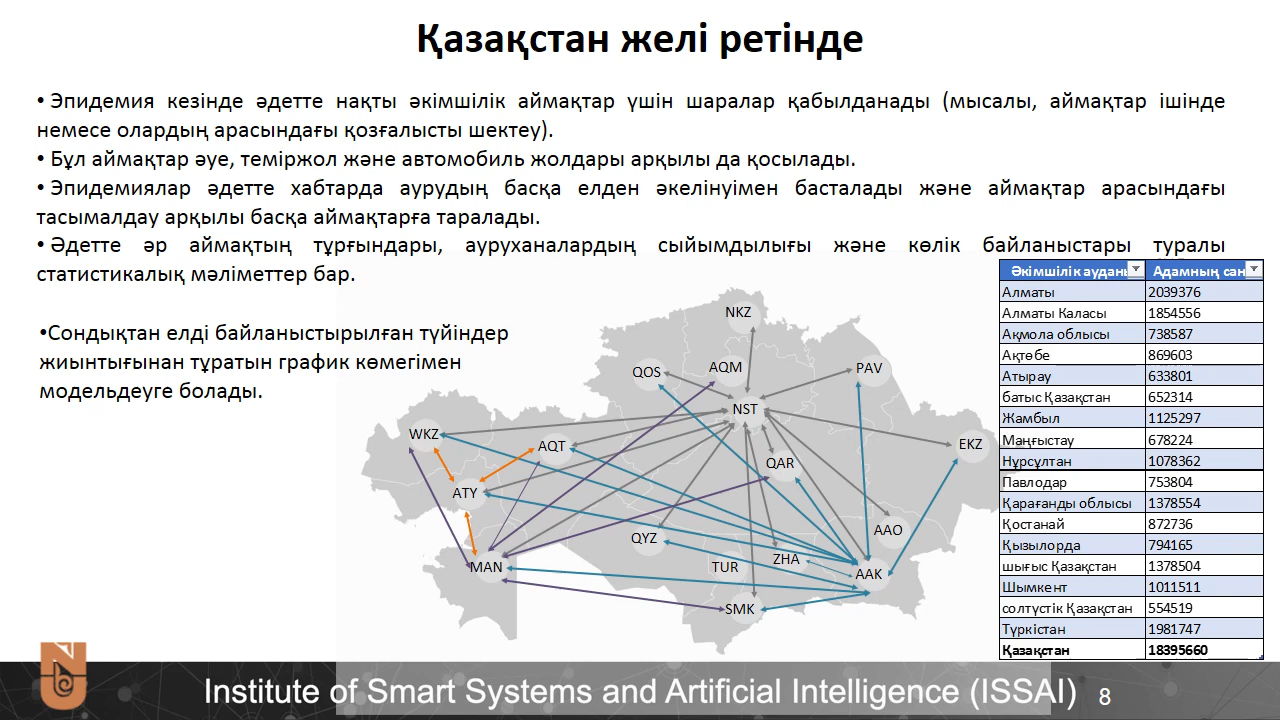 Қазақстан желі ретінде
• Эпидемия кезінде әдетте нақты әкімшілік аймақтар үшін шаралар қабылданады (мысалы, аймақтар ішінде
немесе олардың арасындағы қозғалысты шектеу).
• Бұл аймақтар әуе, теміржол және автомобиль жолдары арқылы да қосылады.
• Эпидемиялар әдетте хабтарда аурудың басқа елден әкелінуімен басталады және аймақтар арасындағы
тасымалдау арқылы басқа аймақтарға таралады.
• Әдетте әр аймақтың тұрғындары, ауруханалардың сыйымдылығы және көлік байланыстары туралы
статистикалық мәліметтер бар.
•Сондықтан елді байланыстырылған түйіндер
жиынтығынан тұратын график көмегімен
модельдеуге болады.
NKZ
QOS
AQM
PAV
NST
WKZ
AQT
EKZ
QAR
ATY
AAO
QYZ
MAN
TUR
ZHA
AAK
SMK
Әкімшілік аудань Адамның сан
Алматы 2039376
Алматы Каласы 1854556
Ақмола облысы 738587
Ақтөбе 869603
Атырау 633801
батыс Қазақстан 652314
Жамбыл 1125297
Маңғыстау 678224
Нұрсұлтан 1078362
Павлодар 753804
Қарағанды облысы 1378554
Қостанай 872736
Қызылорда 794165
шығыс Қазақстан 1378504
Шымкент 1011511
солтүстік Қазақстан 554519
Түркістан 1981747
Қазақстан 18395660
Institute of Smart Systems and Artificial Intelligence (ISSAI) 8